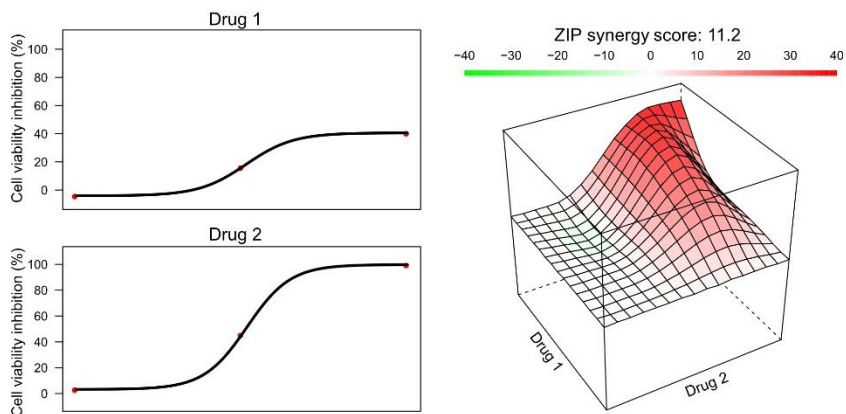 Drug 1
Cell viability inhibition (%)
100
80
60
40
20
0
Drug 2
Cell viability inhibition (%)
100
80
60
40
20
0
ZIP synergy score: 11.2
−40 −30 −20 −10 0 10 20 30 40
Drug 1
Drug 2